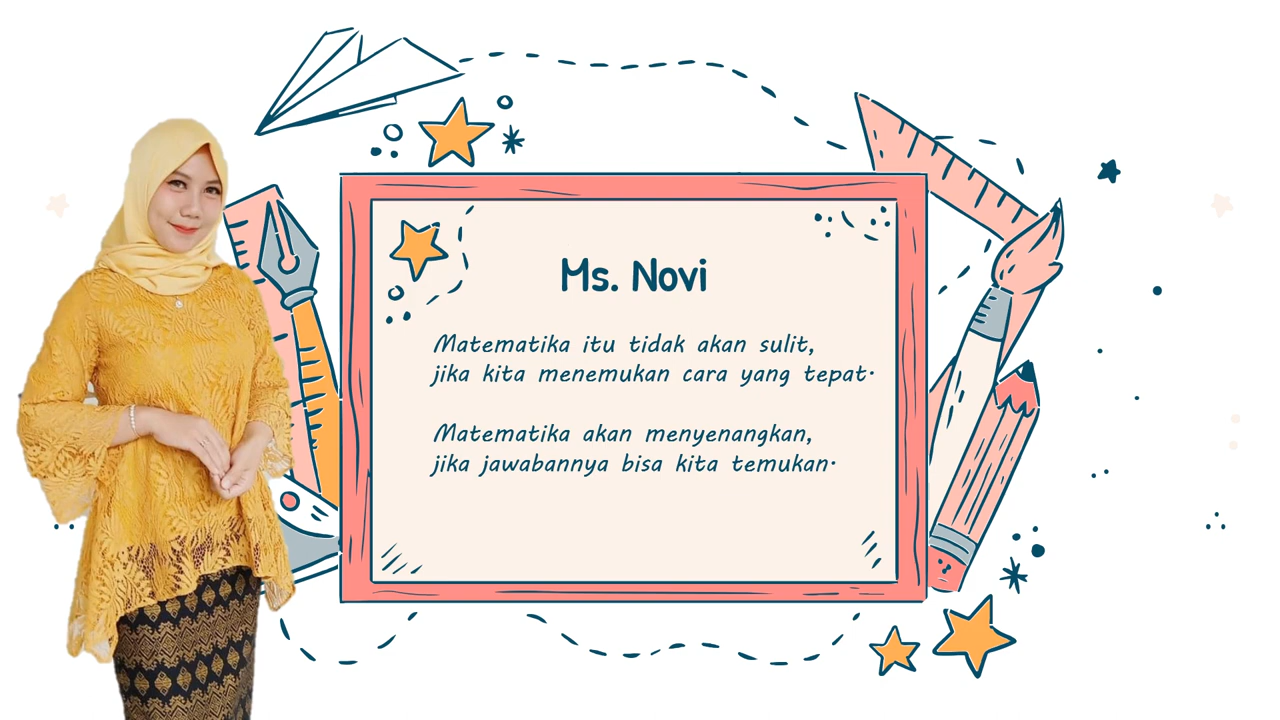 Ms. Novi
Matematika itu tidak akan sulit,
jika kita menemukan cara yang tepat.
Matematika akan menyenangkan,
jika jawabannya bisa kita temukan.